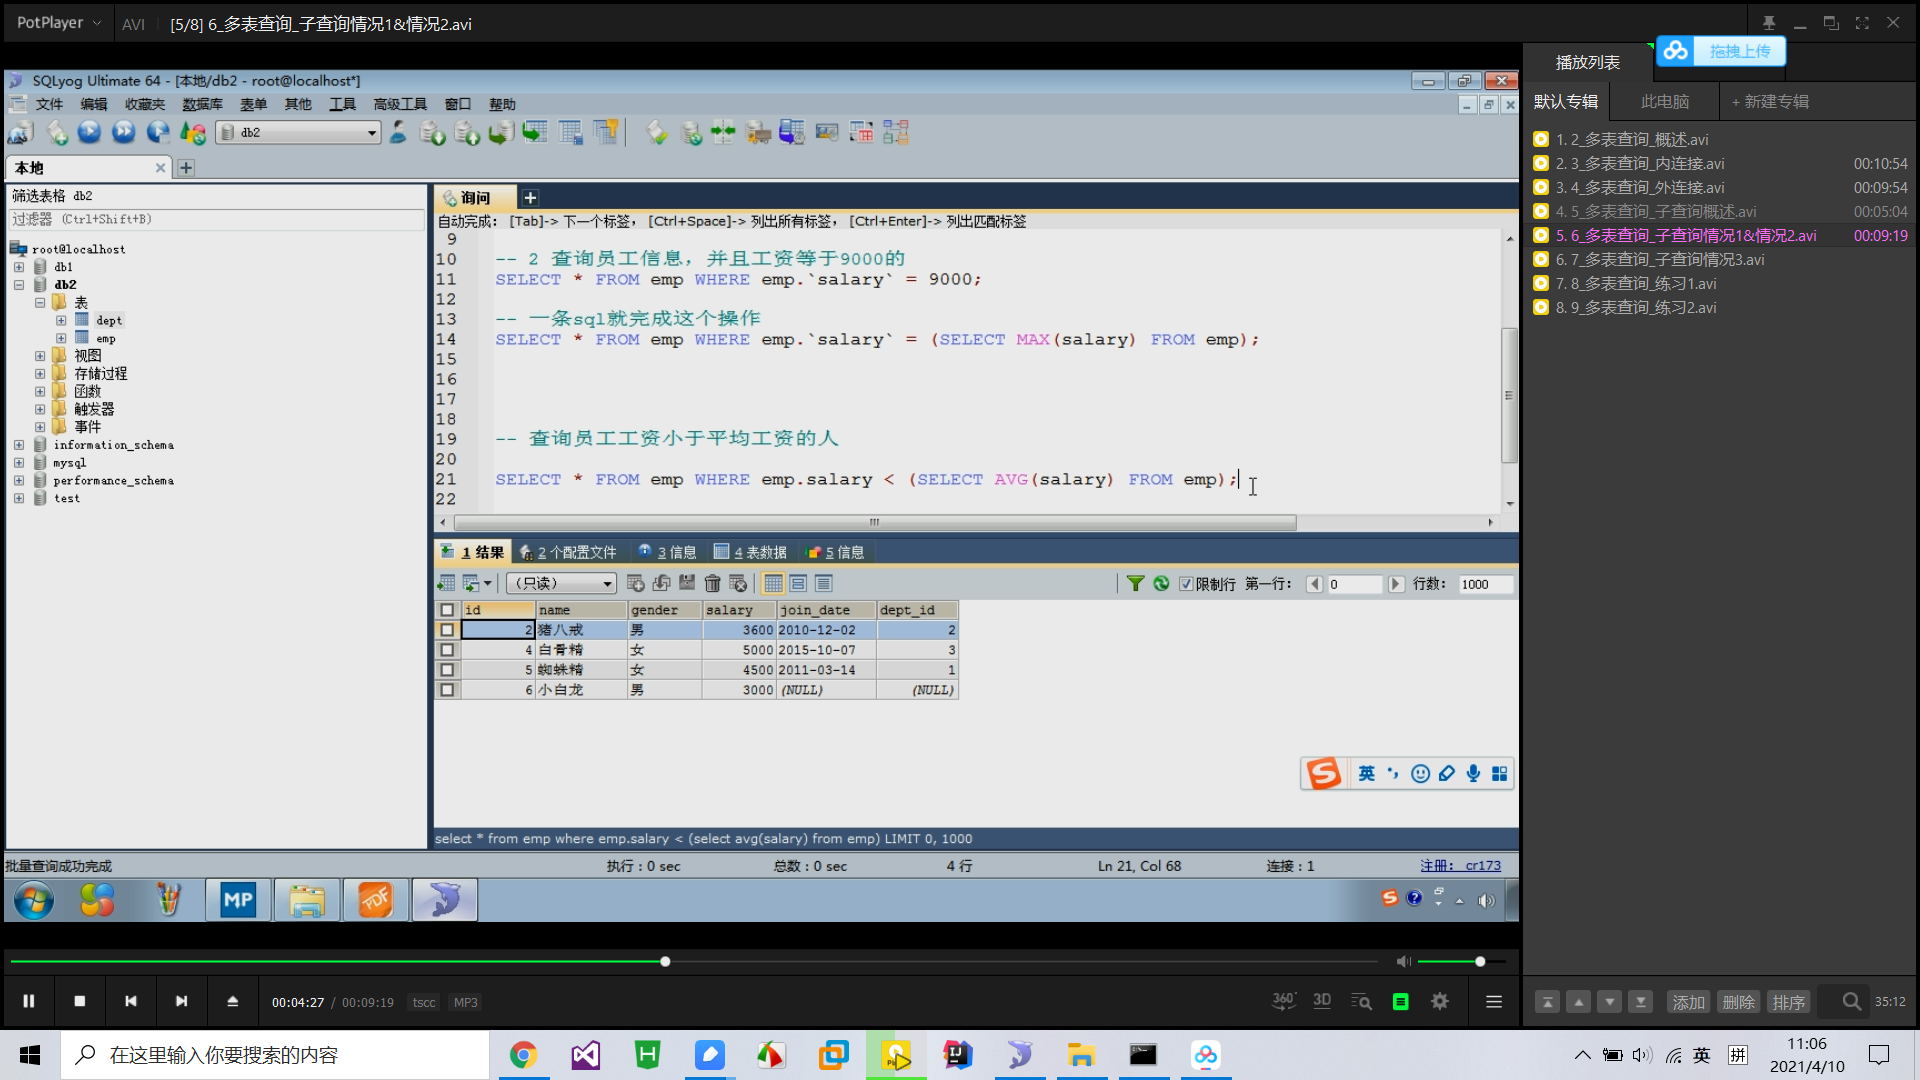 PotPlayer AVI [5/8] 6_多表查询_子查询情况1&情况2.avi
SQLyog Ultimate 64 - [本地/db2 - root@localhost*]
文件 编辑 收藏夹 数据库 表单 其他 工具 高级工具 窗口 帮助
db2
本地
筛选表格 db2
过滤器 (Ctrl+Shift+B)
root@localhost
db1
db2
表
dept
emp
视图
存储过程
函数
触发器
事件
information_schema
mysql
performance_schema
test
询问
自动完成: [Tab]-> 下一个标签, [Ctrl+Space]-> 列出所有标签, [Ctrl+Enter]-> 列出匹配标签
9
10 -- 2 查询员工信息，并且工资等于9000的
11 SELECT * FROM emp WHERE emp.`salary` = 9000;
12
13 -- 一条sql就完成这个操作
14 SELECT * FROM emp WHERE emp.`salary` = (SELECT MAX(salary) FROM emp);
15
16
17
18
19 -- 查询员工工资小于平均工资的人
20
21 SELECT * FROM emp WHERE emp.salary < (SELECT AVG(salary) FROM emp);
22
1 结果 2 个配置文件 3 信息 4 表数据 5 信息
(只读) 限制行 第一行: 0 行数: 1000
id name gender salary join_date dept_id
2 猪八戒 男 3600 2010-12-02 2
4 白骨精 女 5000 2015-10-07 3
5 蜘蛛精 女 4500 2011-03-14 1
6 小白龙 男 3000 (NULL) (NULL)
英
select * from emp where emp.salary < (select avg(salary) from emp) LIMIT 0, 1000
批量查询成功完成 执行 : 0 sec 总数 : 0 sec 4 行 Ln 21, Col 68 连接 : 1 注册: cr173
MP PDF
00:04:27 / 00:09:19 tscc MP3
360° 3D
播放列表
拖拽上传
默认专辑 此电脑 + 新建专辑
1. 2_多表查询_概述.avi
2. 3_多表查询_内连接.avi 00:10:54
3. 4_多表查询_外连接.avi 00:09:54
4. 5_多表查询_子查询概述.avi 00:05:04
5. 6_多表查询_子查询情况1&情况2.avi 00:09:19
6. 7_多表查询_子查询情况3.avi
7. 8_多表查询_练习1.avi
8. 9_多表查询_练习2.avi
添加 删除 排序 35:12
在这里输入你要搜索的内容
英 拼
11:06
2021/4/10